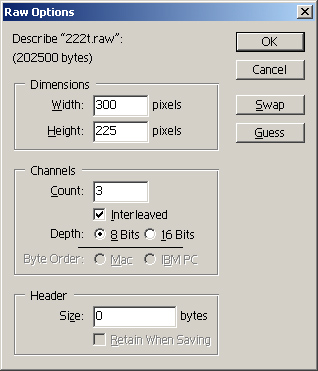 Raw Options
Describe “222t.raw”:
(202500 bytes)
OK
Cancel
Swap
Guess
Dimensions
Width: 300 pixels
Height: 225 pixels
Channels
Count: 3
Interleaved
Depth: 8 Bits 16 Bits
Byte Order: Mac IBM PC
Header
Size: 0 bytes
Retain When Saving